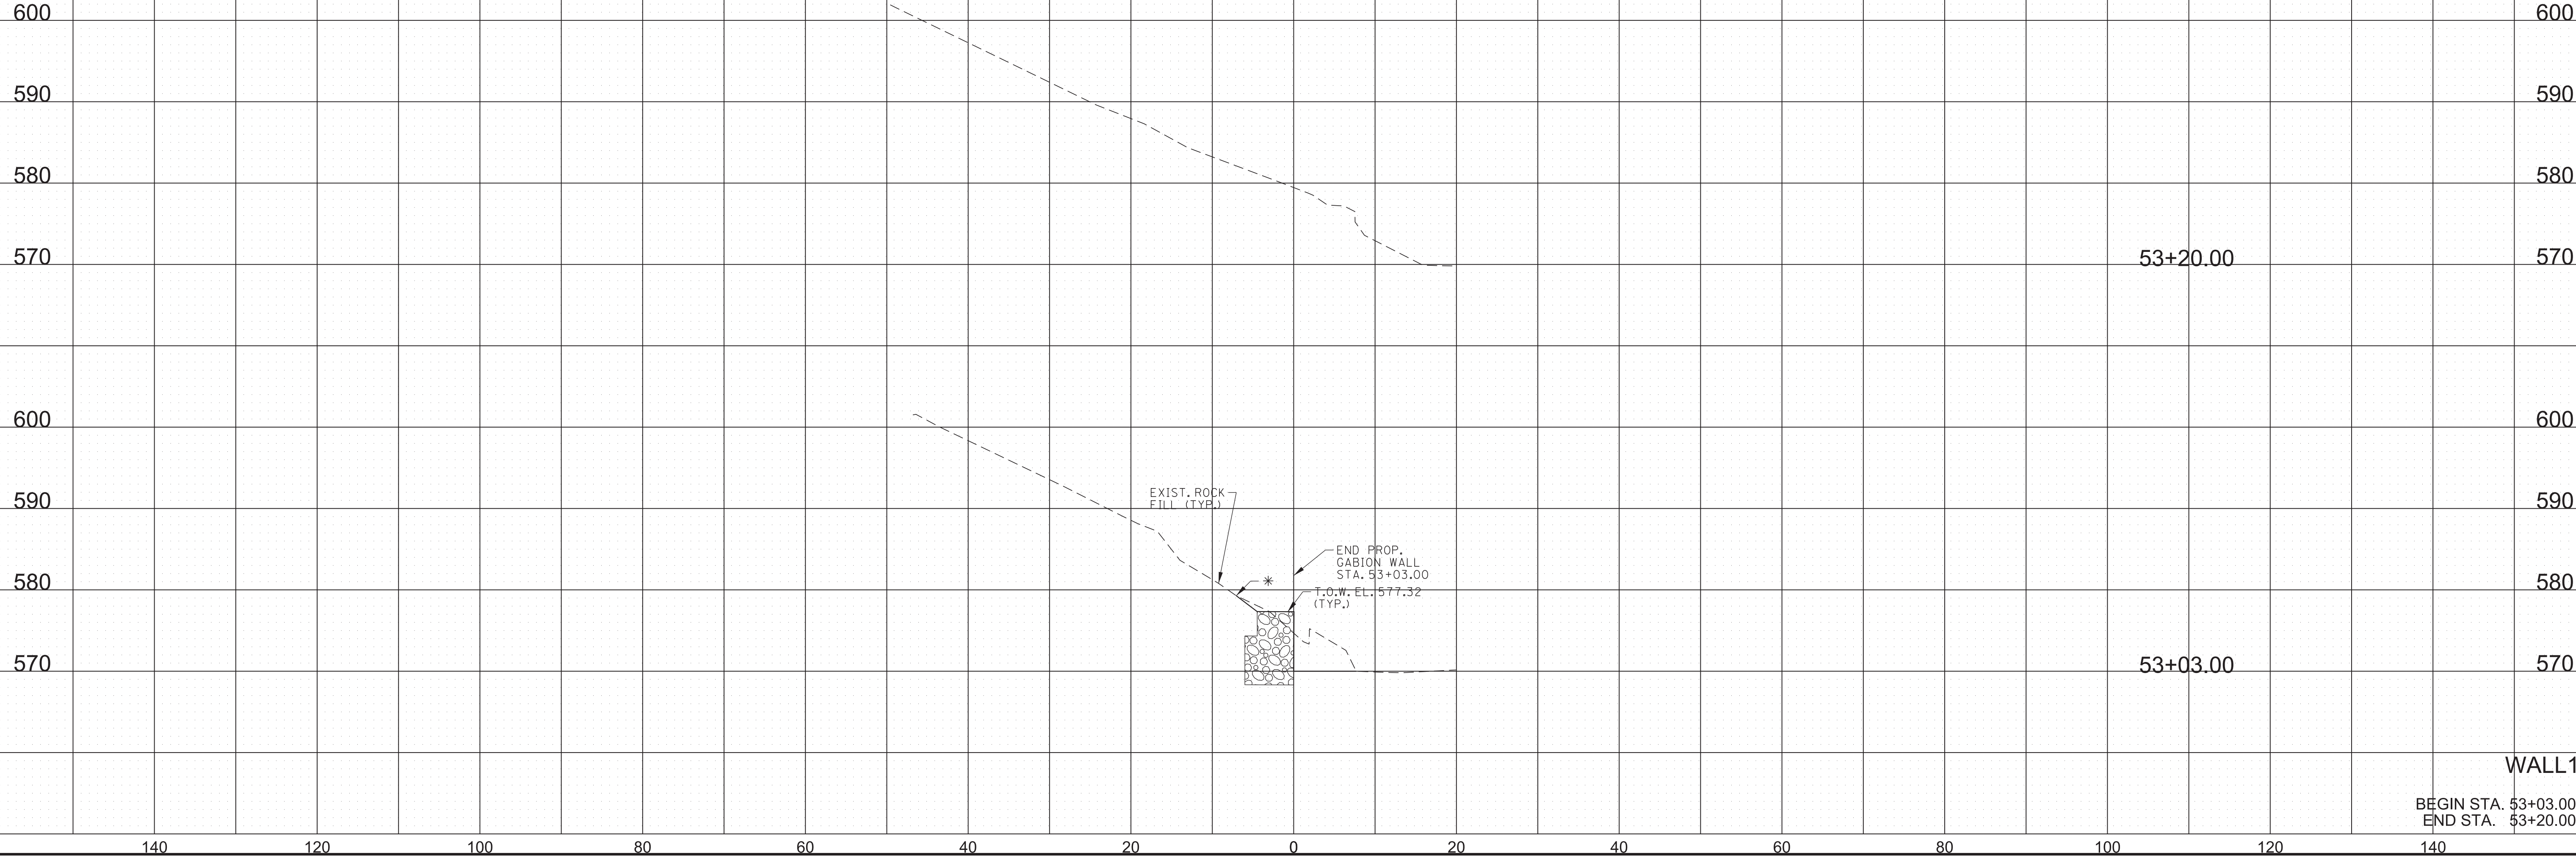 600 600
590 590
580 580
570 53+20.00 570
600 600
590 590
EXIST. ROCK
FILL (TYP.)
END PROP.
GABION WALL
STA. 53+03.00
580 * 580
T.O.W. EL. 577.32
(TYP.)
570 53+03.00 570
WALL1
BEGIN STA. 53+03.00
END STA. 53+20.00
140 120 100 80 60 40 20 0 20 40 60 80 100 120 140